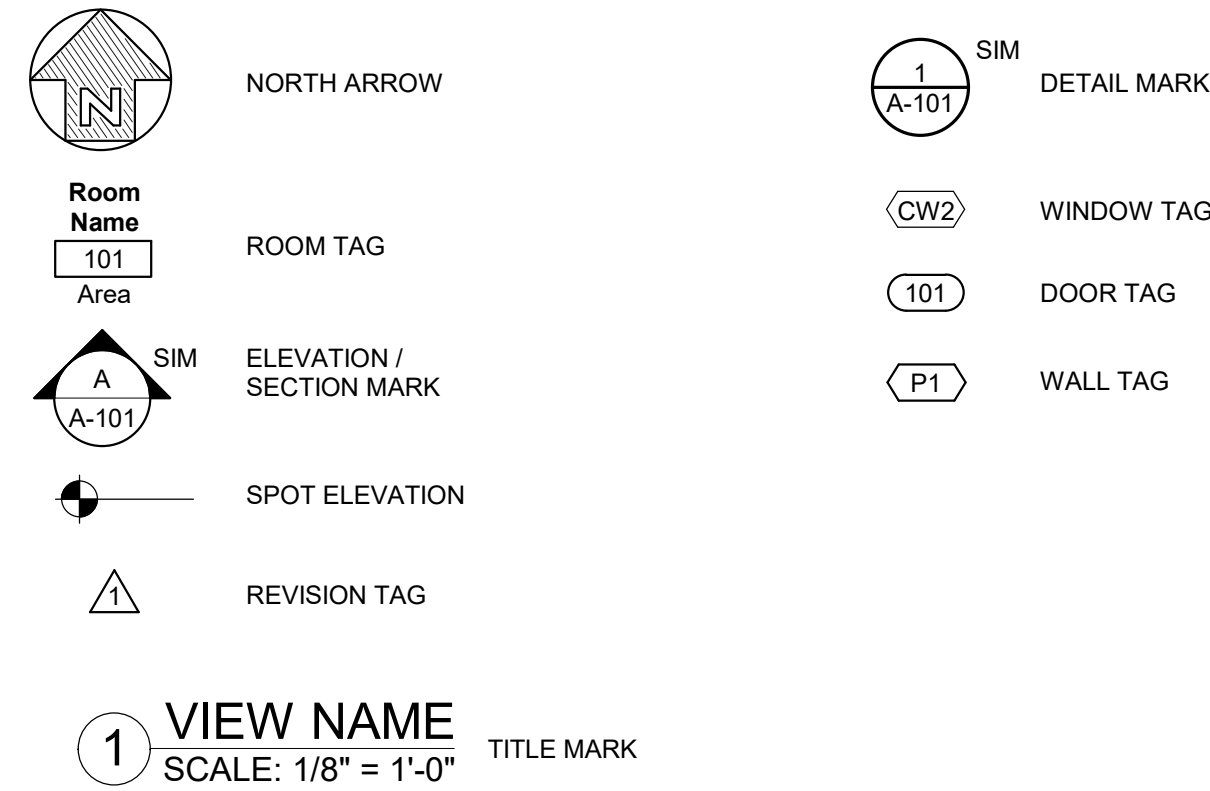 N
NORTH ARROW
Room
Name
101
Area
ROOM TAG
A
A-101
SIM
ELEVATION /
SECTION MARK
SPOT ELEVATION
1
REVISION TAG
1
VIEW NAME
SCALE: 1/8" = 1'-0"
TITLE MARK
1
A-101
SIM
DETAIL MARK
CW2
WINDOW TAG
101
DOOR TAG
P1
WALL TAG